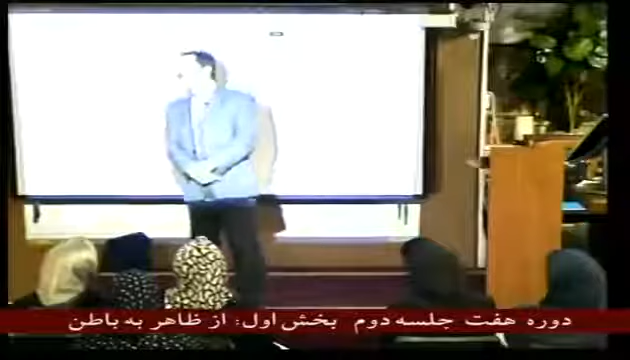 دوره هفت جلسه دوم بخش اول: از ظاهر به باطن